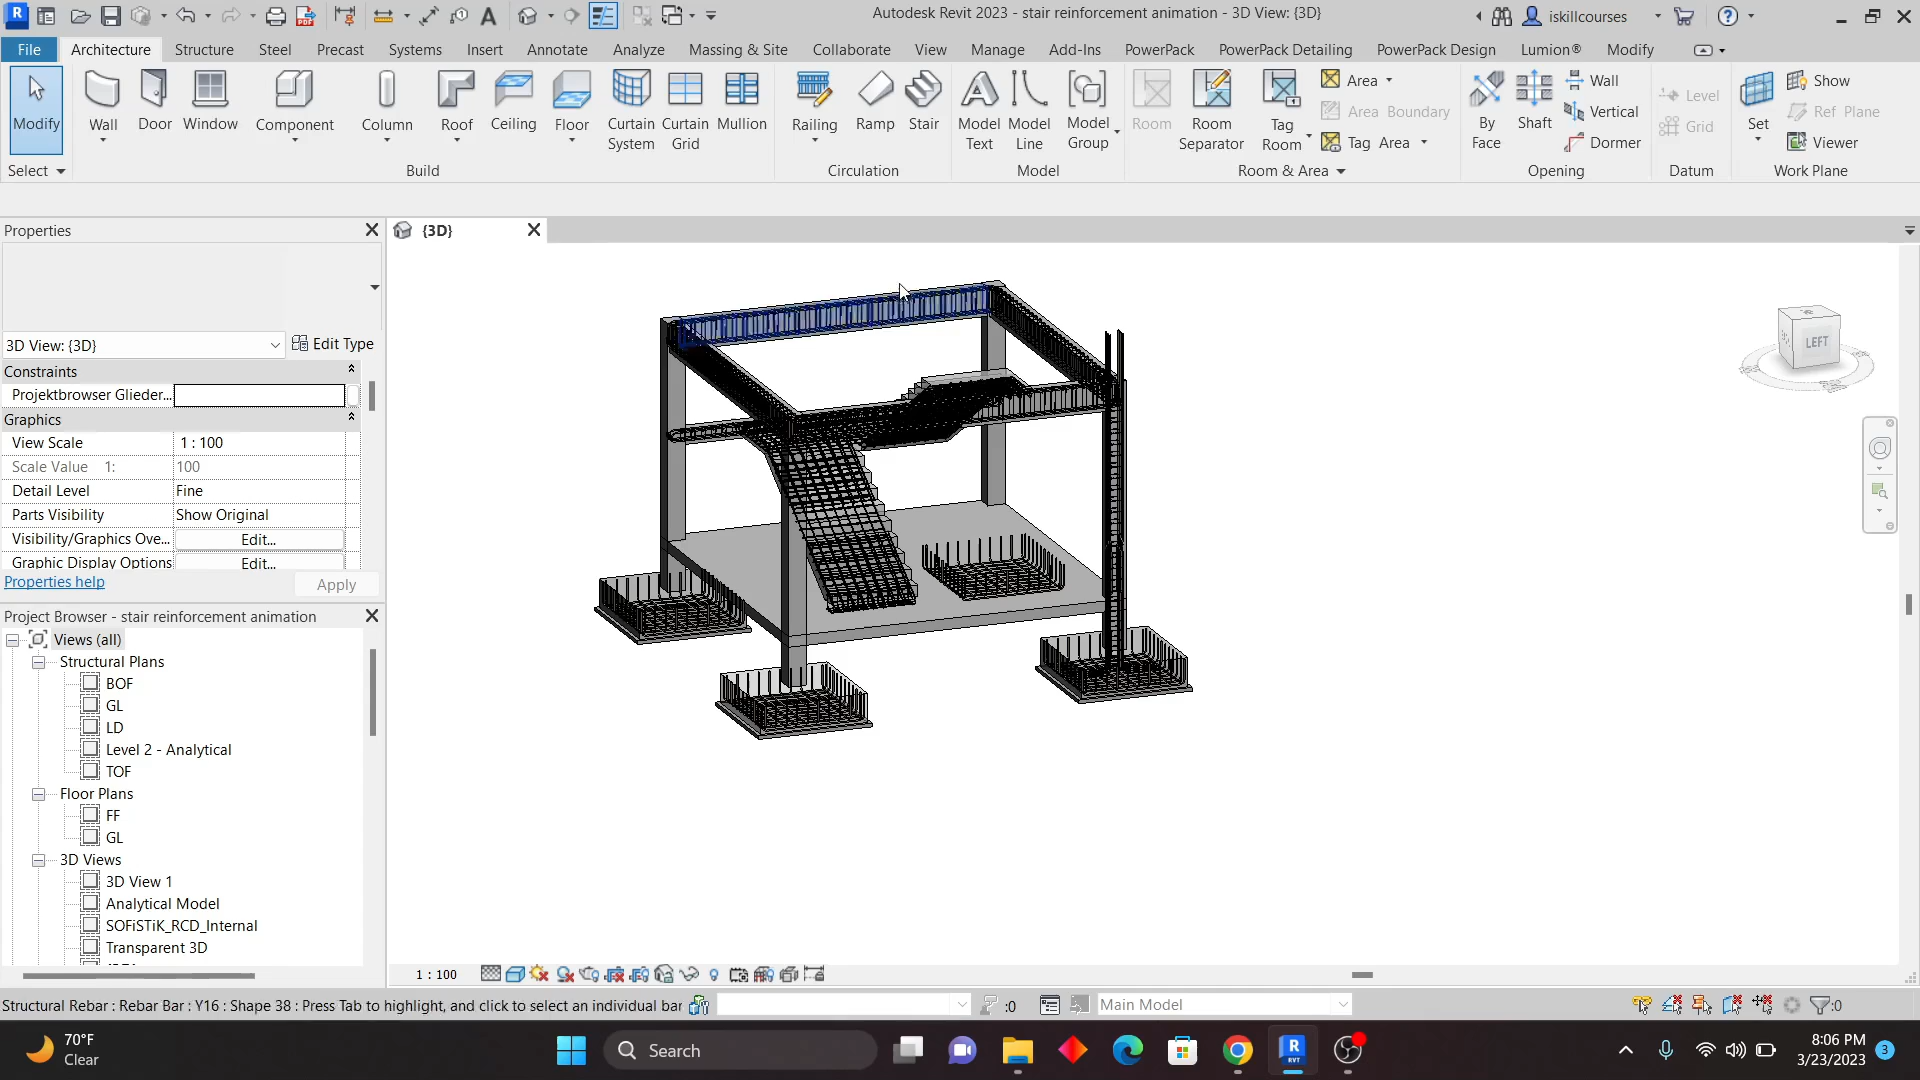 Autodesk Revit 2023 - stair reinforcement animation - 3D View: {3D}
iskillcourses
File Architecture Structure Steel Precast Systems Insert Annotate Analyze Massing & Site Collaborate View Manage Add-Ins PowerPack PowerPack Detailing PowerPack Design Lumion® Modify
Modify
Wall
Door
Window
Component
Column
Roof
Ceiling
Floor
Curtain System
Curtain Grid
Mullion
Railing
Ramp
Stair
Model Text
Model Line
Model Group
Room
Room Separator
Tag Room
Area
Area Boundary
Tag Area
By Face
Shaft
Wall
Vertical
Dormer
Level
Grid
Set
Show
Ref Plane
Viewer
Select
Build
Circulation
Model
Room & Area
Opening
Datum
Work Plane
Properties
{3D}
3D View: {3D}
Edit Type
Constraints
Projektbrowser Glieder...
Graphics
View Scale 1 : 100
Scale Value 1: 100
Detail Level Fine
Parts Visibility Show Original
Visibility/Graphics Ove... Edit...
Graphic Display Options Edit...
Properties help
Apply
Project Browser - stair reinforcement animation
Views (all)
Structural Plans
BOF
GL
LD
Level 2 - Analytical
TOF
Floor Plans
FF
GL
3D Views
3D View 1
Analytical Model
SOFiSTiK_RCD_Internal
Transparent 3D
LEFT
1 : 100
Structural Rebar : Rebar Bar : Y16 : Shape 38 : Press Tab to highlight, and click to select an individual bar
:0
Main Model
:0
70°F
Clear
Search
8:06 PM
3/23/2023
3